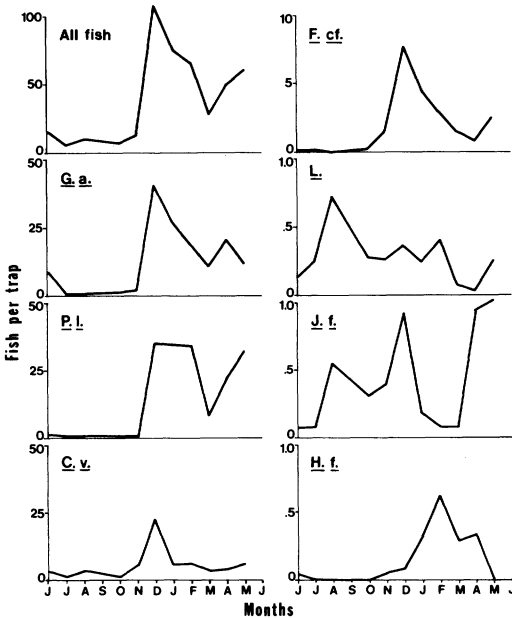 All fish
100
50
0
F. cf.
10
5
0
G. a.
50
25
0
L.
1.0
.5
0
P. l.
50
25
0
J. f.
1.0
.5
0
C. v.
50
25
0
H. f.
1.0
.5
0
Fish per trap
J J A S O N D J F M A M J
J J A S O N D J F M A M J
Months